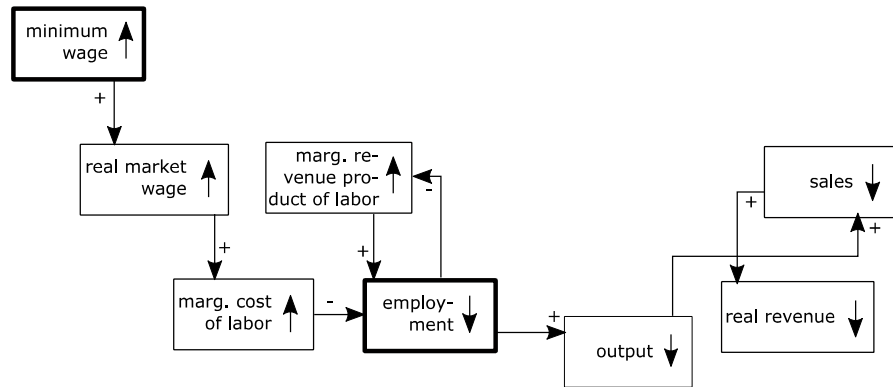 minimum
wage
+
real market
wage
+
marg. cost
of labor
-
marg. re-
venue pro-
duct of labor
-
+
employ-
ment
+
output
+
sales
+
real revenue